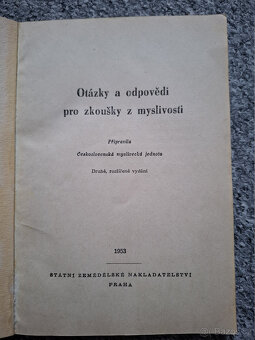 Otázky a odpovědi
pro zkoušky z myslivosti
Připravila
Československá myslivecká jednota
Druhé, rozšířené vydání
1953
STÁTNÍ ZEMĚDĚLSKÉ NAKLADATELSTVÍ
PRAHA